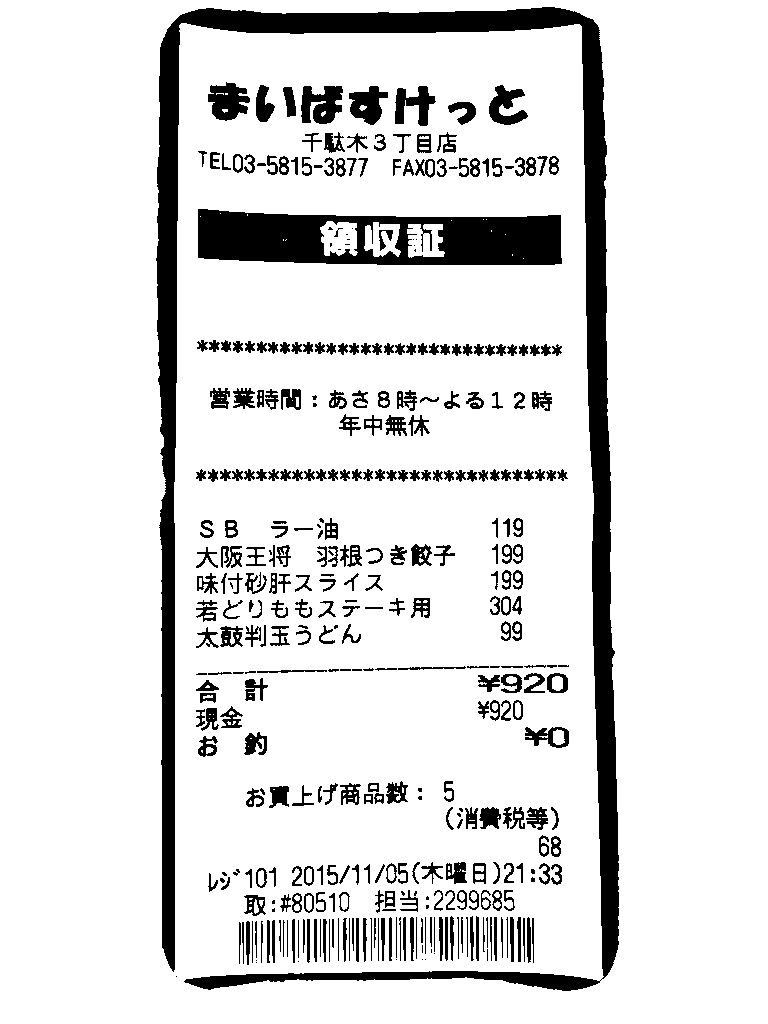 まいばすけっと
千駄木3丁目店
TEL03-5815-3877 FAX03-5815-3878
領収証
*******************************
営業時間：あさ8時～よる12時
年中無休
*******************************
SB ラー油 119
大阪王将 羽根つき餃子 199
味付砂肝スライス 199
若どりももステーキ用 304
太鼓判玉うどん 99
合 計 ¥920
現金 ¥920
お 釣 ¥0
お買上げ商品数： 5
(消費税等)
68
ﾚｼﾞ101 2015/11/05(木曜日)21:33
取:#80510 担当:2299685